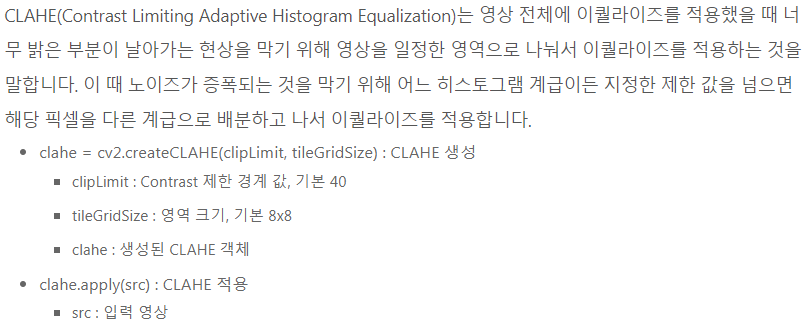 CLAHE(Contrast Limiting Adaptive Histogram Equalization)는 영상 전체에 이퀄라이즈를 적용했을 때 너
무 밝은 부분이 날아가는 현상을 막기 위해 영상을 일정한 영역으로 나눠서 이퀄라이즈를 적용하는 것을
말합니다. 이 때 노이즈가 증폭되는 것을 막기 위해 어느 히스토그램 계급이든 지정한 제한 값을 넘으면
해당 픽셀을 다른 계급으로 배분하고 나서 이퀄라이즈를 적용합니다.
• clahe = cv2.createCLAHE(clipLimit, tileGridSize) : CLAHE 생성
▪ clipLimit : Contrast 제한 경계 값, 기본 40
▪ tileGridSize : 영역 크기, 기본 8x8
▪ clahe : 생성된 CLAHE 객체
• clahe.apply(src) : CLAHE 적용
▪ src : 입력 영상